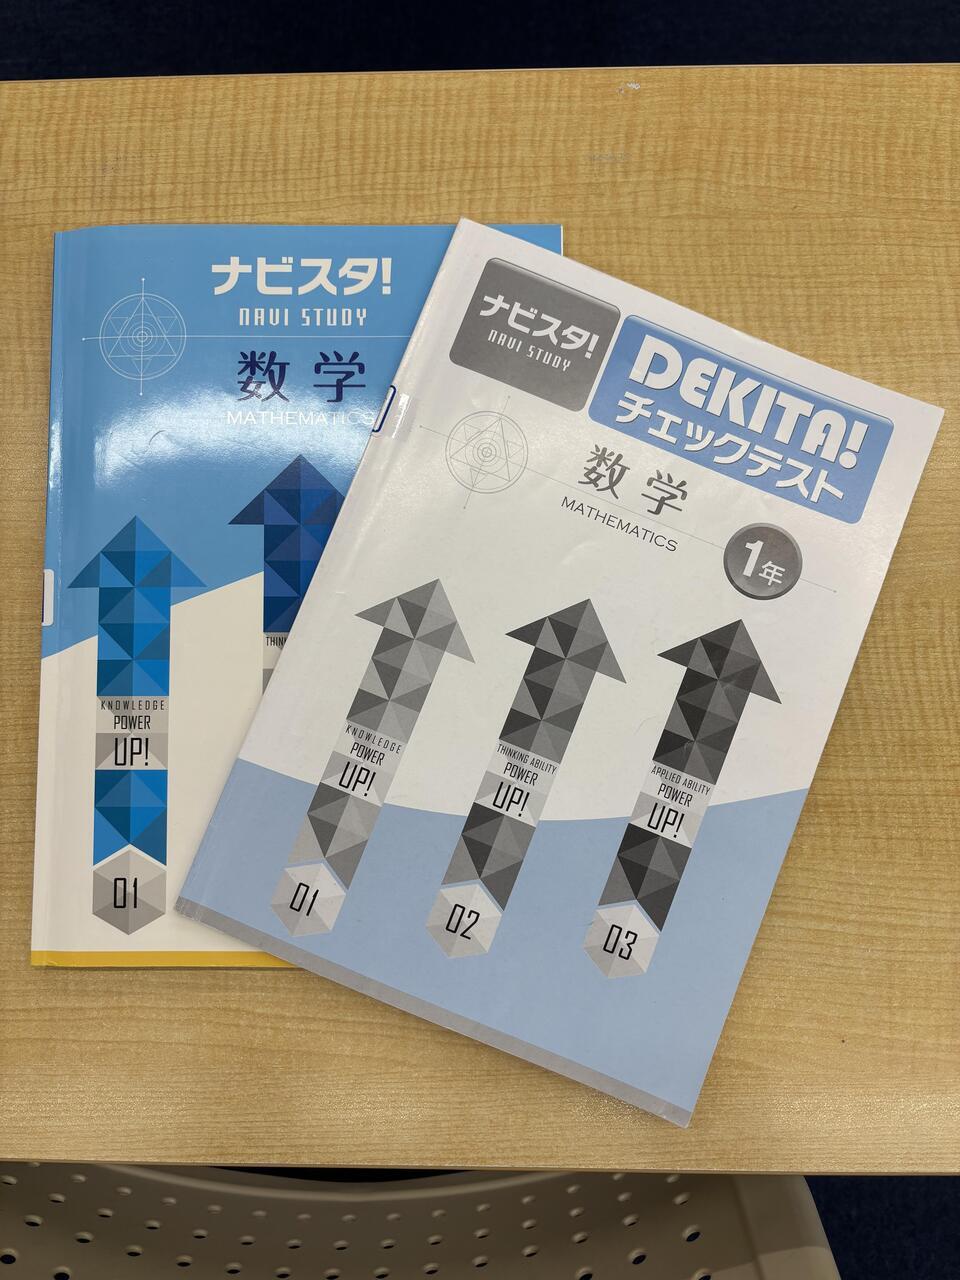 ナビスタ!
NAVI STUDY
数学
MATHEMATICS
KNOWLEDGE
POWER
UP!
01
ナビスタ!
NAVI STUDY
DEKITA!
チェックテスト
数学
MATHEMATICS
1年
KNOWLEDGE
POWER
UP!
01
THINKING ABILITY
POWER
UP!
02
APPLIED ABILITY
POWER
UP!
03